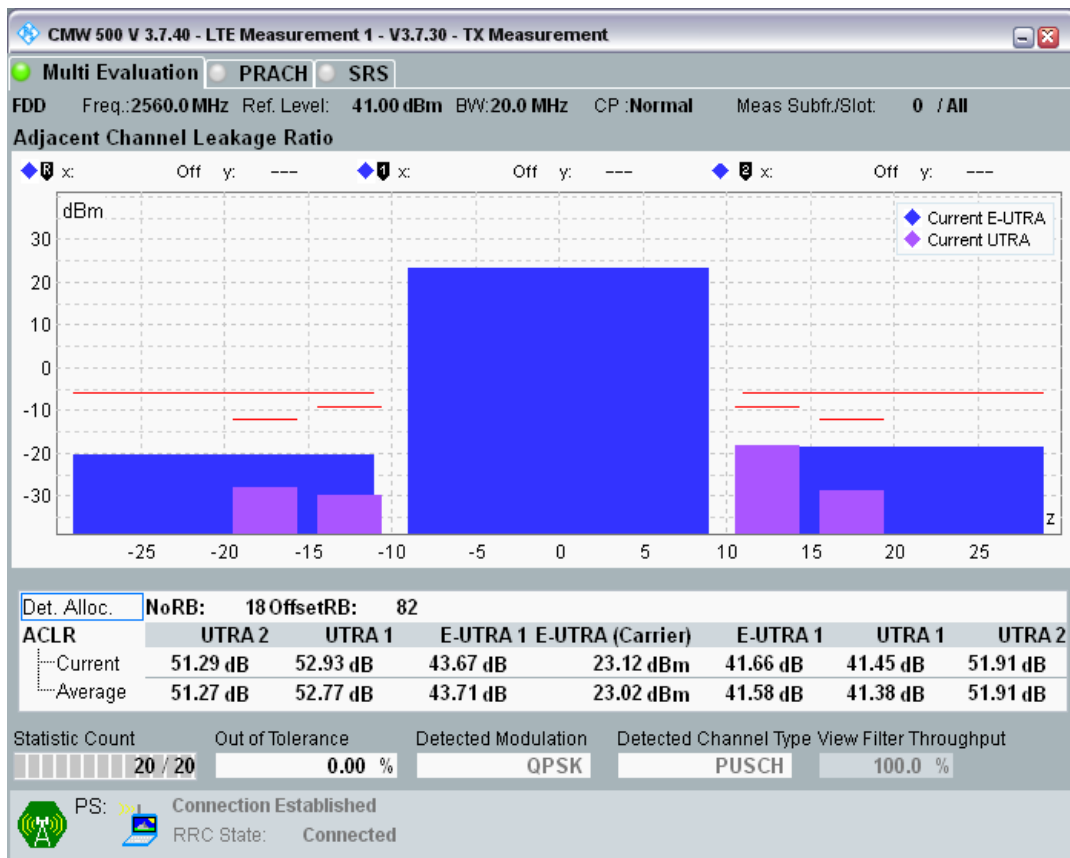 CMW 500 V 3.7.40 - LTE Measurement 1 - V3.7.30 - TX Measurement
Multi Evaluation PRACH SRS
FDD Freq.:2560.0 MHz Ref. Level: 41.00 dBm BW:20.0 MHz CP :Normal Meas Subfr./Slot: 0 / All
Adjacent Channel Leakage Ratio
R x: Off y: --- 1 x: Off y: --- 2 x: Off y: ---
dBm
Current E-UTRA
Current UTRA
30
20
10
0
-10
-20
-30
z
-25 -20 -15 -10 -5 0 5 10 15 20 25
Det. Alloc. NoRB: 18 OffsetRB: 82
ACLR UTRA 2 UTRA 1 E-UTRA 1 E-UTRA (Carrier) E-UTRA 1 UTRA 1 UTRA 2
Current 51.29 dB 52.93 dB 43.67 dB 23.12 dBm 41.66 dB 41.45 dB 51.91 dB
Average 51.27 dB 52.77 dB 43.71 dB 23.02 dBm 41.58 dB 41.38 dB 51.91 dB
Statistic Count Out of Tolerance Detected Modulation Detected Channel Type View Filter Throughput
20 / 20 0.00 % QPSK PUSCH 100.0 %
PS: Connection Established
RRC State: Connected